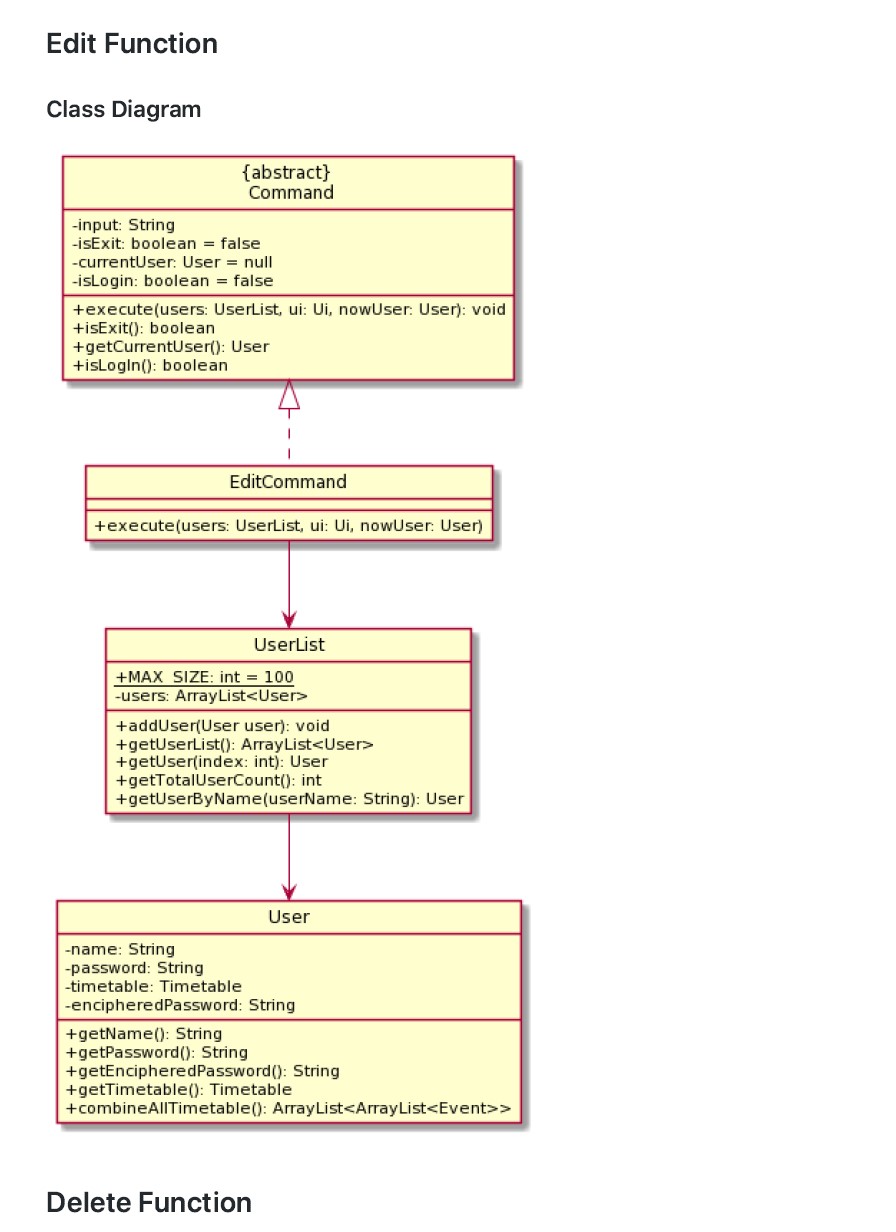 Edit Function
Class Diagram
{abstract}
Command
-input: String
-isExit: boolean = false
-currentUser: User = null
-isLogin: boolean = false
+execute(users: UserList, ui: Ui, nowUser: User): void
+isExit(): boolean
+getCurrentUser(): User
+isLogIn(): boolean
EditCommand
+execute(users: UserList, ui: Ui, nowUser: User)
UserList
+MAX_SIZE: int = 100
-users: ArrayList<User>
+addUser(User user): void
+getUserList(): ArrayList<User>
+getUser(index: int): User
+getTotalUserCount(): int
+getUserByName(userName: String): User
User
-name: String
-password: String
-timetable: Timetable
-encipheredPassword: String
+getName(): String
+getPassword(): String
+getEncipheredPassword(): String
+getTimetable(): Timetable
+combineAllTimetable(): ArrayList<ArrayList<Event>>
Delete Function